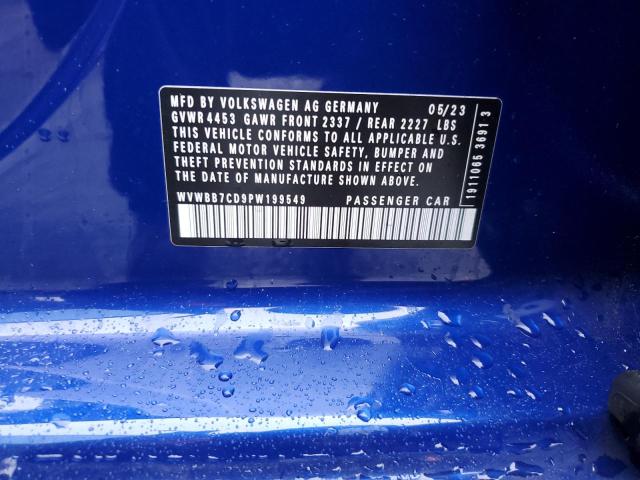 MFD BY VOLKSWAGEN AG GERMANY 05/23
GVWR 4453 GAWR FRONT 2337 / REAR 2227 LBS
THIS VEHICLE CONFORMS TO ALL APPLICABLE U.S.
FEDERAL MOTOR VEHICLE SAFETY, BUMPER AND
THEFT PREVENTION STANDARDS IN EFFECT ON
THE DATE OF MANUFACTURE SHOWN ABOVE.
WVWBB7CD9PW199549 PASSENGER CAR
1911065 3691 3